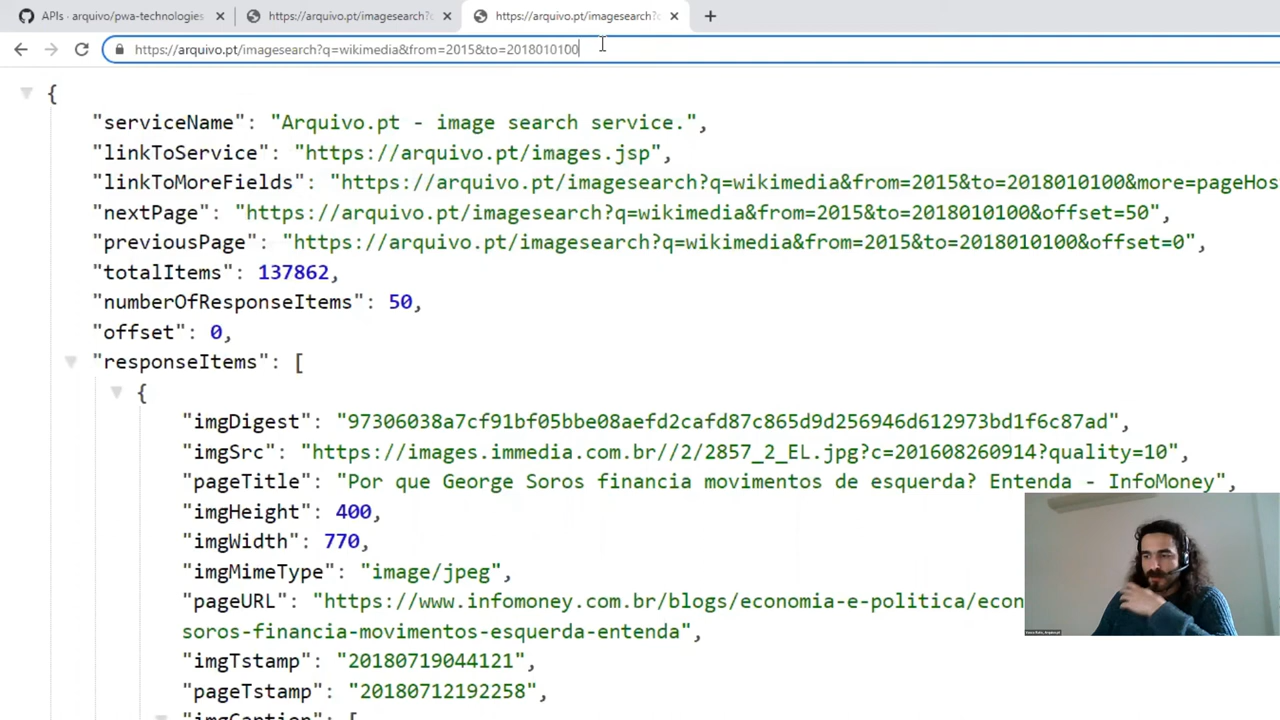 APIs · arquivo/pwa-technologies
https://arquivo.pt/imagesearch?
https://arquivo.pt/imagesearch?
https://arquivo.pt/imagesearch?q=wikimedia&from=2015&to=2018010100
{
"serviceName": "Arquivo.pt - image search service.",
"linkToService": "https://arquivo.pt/images.jsp",
"linkToMoreFields": "https://arquivo.pt/imagesearch?q=wikimedia&from=2015&to=2018010100&more=pageHos
"nextPage": "https://arquivo.pt/imagesearch?q=wikimedia&from=2015&to=2018010100&offset=50",
"previousPage": "https://arquivo.pt/imagesearch?q=wikimedia&from=2015&to=2018010100&offset=0",
"totalItems": 137862,
"numberOfResponseItems": 50,
"offset": 0,
"responseItems": [
{
"imgDigest": "97306038a7cf91bf05bbe08aefd2cafd87c865d9d256946d612973bd1f6c87ad",
"imgSrc": "https://images.immedia.com.br//2/2857_2_EL.jpg?c=201608260914?quality=10",
"pageTitle": "Por que George Soros financia movimentos de esquerda? Entenda - InfoMoney",
"imgHeight": 400,
"imgWidth": 770,
"imgMimeType": "image/jpeg",
"pageURL": "https://www.infomoney.com.br/blogs/economia-e-politica/econ
soros-financia-movimentos-esquerda-entenda",
"imgTstamp": "20180719044121",
"pageTstamp": "20180712192258",
"imgCaption": [